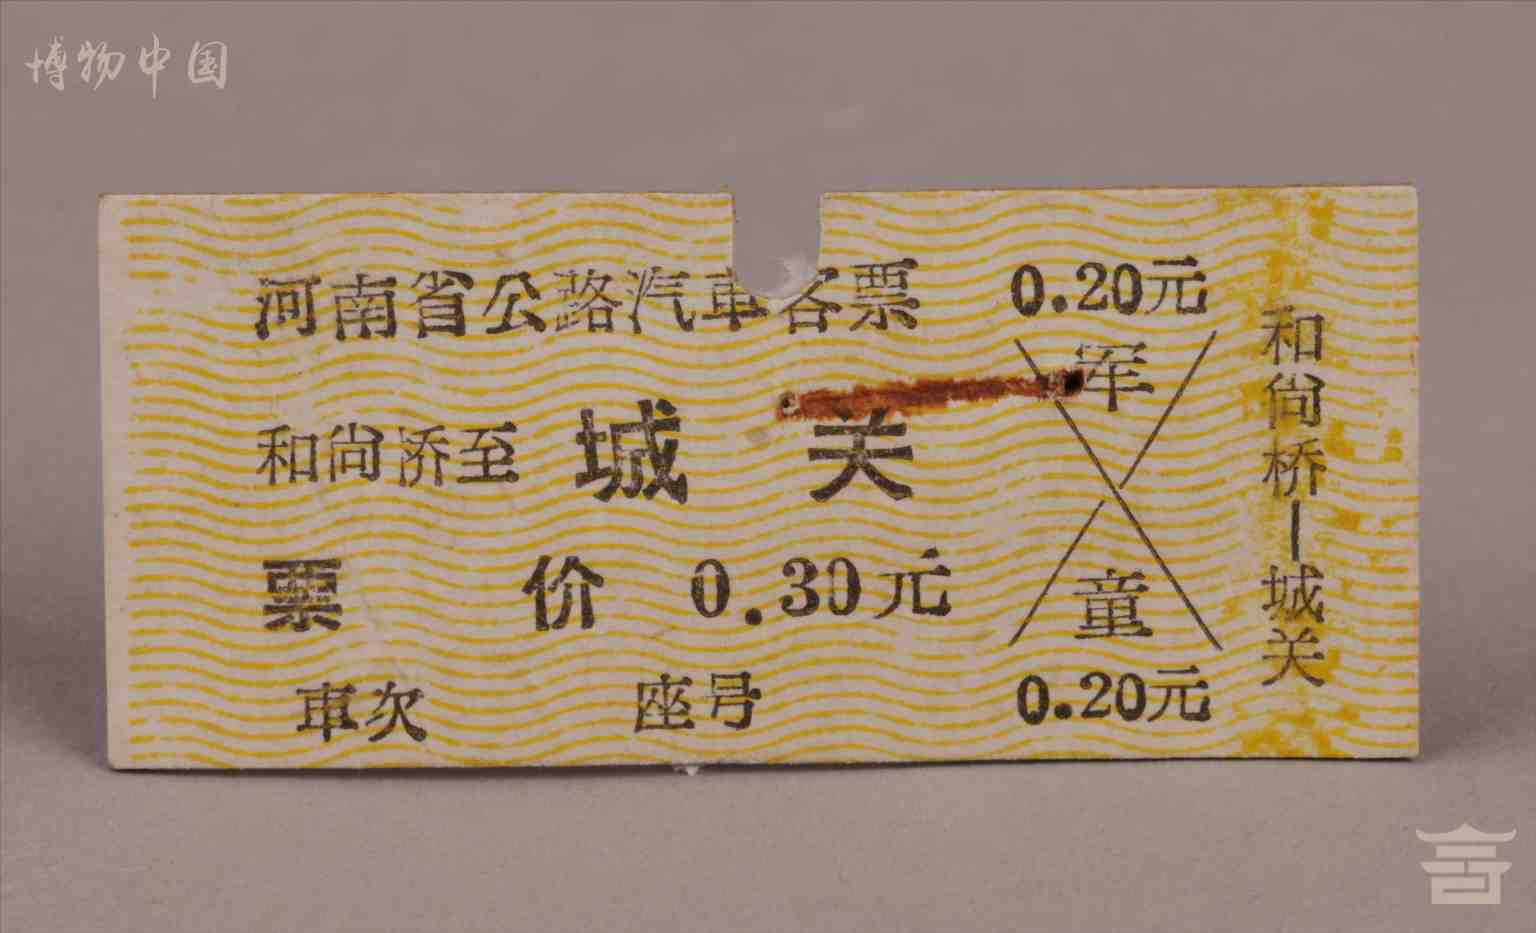 博物中国
河南省公路汽車客票 0.20元
军
和尚桥至 城关
票价 0.30元
童
車次 座号 0.20元
和尚桥—城关